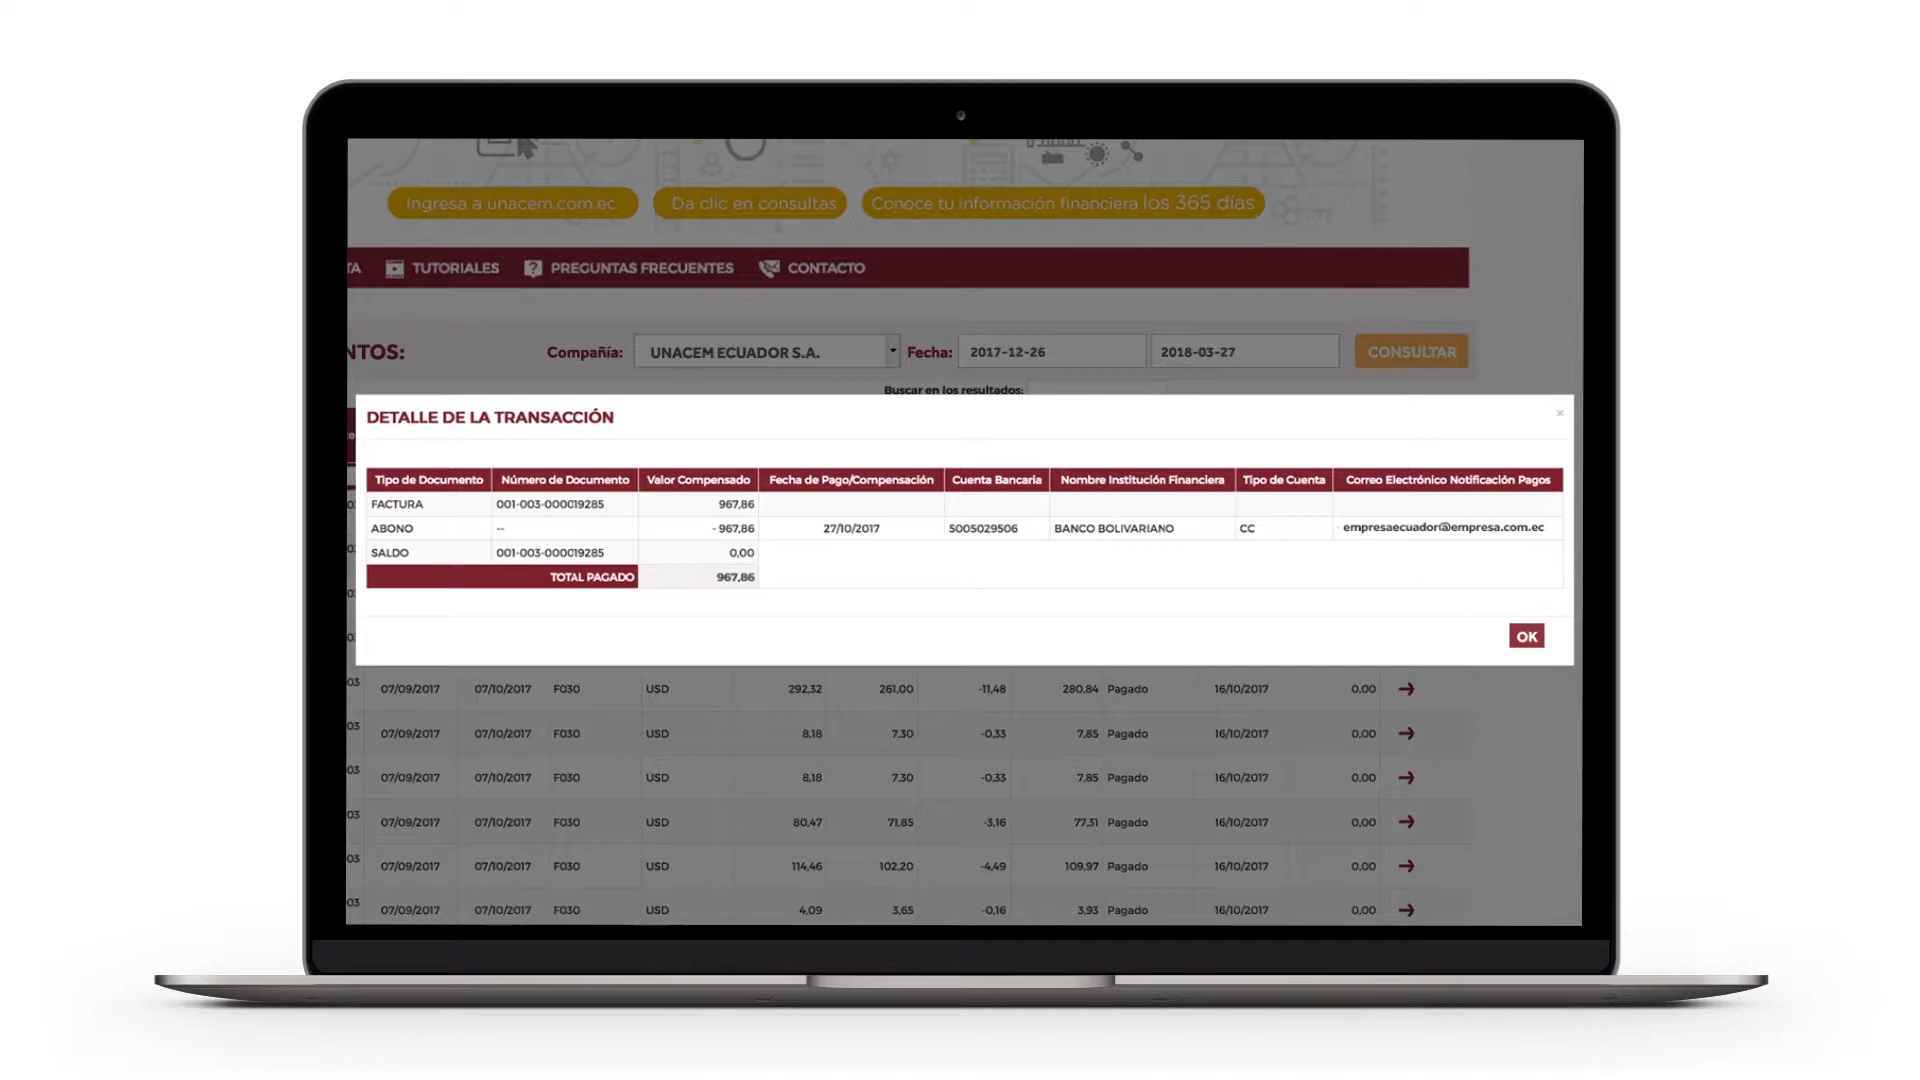 Ingresa a unacem.com.ec Da clic en consultas Conoce tu información financiera los 365 días
TA TUTORIALES PREGUNTAS FRECUENTES CONTACTO
NTOS: Compañía: UNACEM ECUADOR S.A. Fecha: 2017-12-26 2018-03-27 CONSULTAR
Buscar en los resultados:
DETALLE DE LA TRANSACCIÓN ×
Tipo de Documento Número de Documento Valor Compensado Fecha de Pago/Compensación Cuenta Bancaria Nombre Institución Financiera Tipo de Cuenta Correo Electrónico Notificación Pagos
FACTURA 001-003-000019285 967,86
ABONO -- - 967,86 27/10/2017 5005029506 BANCO BOLIVARIANO CC empresaecuador@empresa.com.ec
SALDO 001-003-000019285 0,00
TOTAL PAGADO 967,86
OK
03 07/09/2017 07/10/2017 F030 USD 292,32 261,00 -11,48 280,84 Pagado 16/10/2017 0,00
03 07/09/2017 07/10/2017 F030 USD 8,18 7,30 -0,33 7,85 Pagado 16/10/2017 0,00
03 07/09/2017 07/10/2017 F030 USD 8,18 7,30 -0,33 7,85 Pagado 16/10/2017 0,00
03 07/09/2017 07/10/2017 F030 USD 80,47 71,85 -3,16 77,31 Pagado 16/10/2017 0,00
03 07/09/2017 07/10/2017 F030 USD 114,46 102,20 -4,49 109,97 Pagado 16/10/2017 0,00
03 07/09/2017 07/10/2017 F030 USD 4,09 3,65 -0,16 3,93 Pagado 16/10/2017 0,00